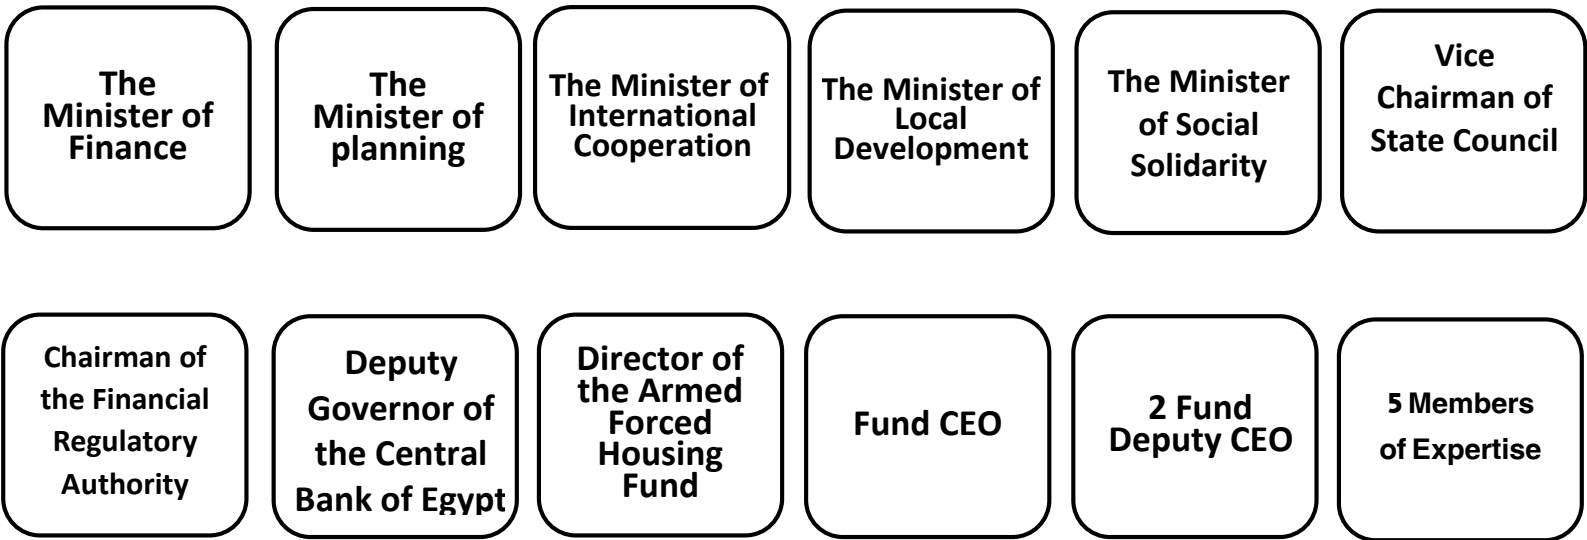 The
Minister of
Finance
The
Minister of
planning
The Minister of
International
Cooperation
The Minister of
Local
Development
The Minister
of Social
Solidarity
Vice
Chairman of
State Council
Chairman of
the Financial
Regulatory
Authority
Deputy
Governor of
the Central
Bank of Egypt
Director of
the Armed
Forced
Housing
Fund
Fund CEO
2 Fund
Deputy CEO
5 Members
of Expertise